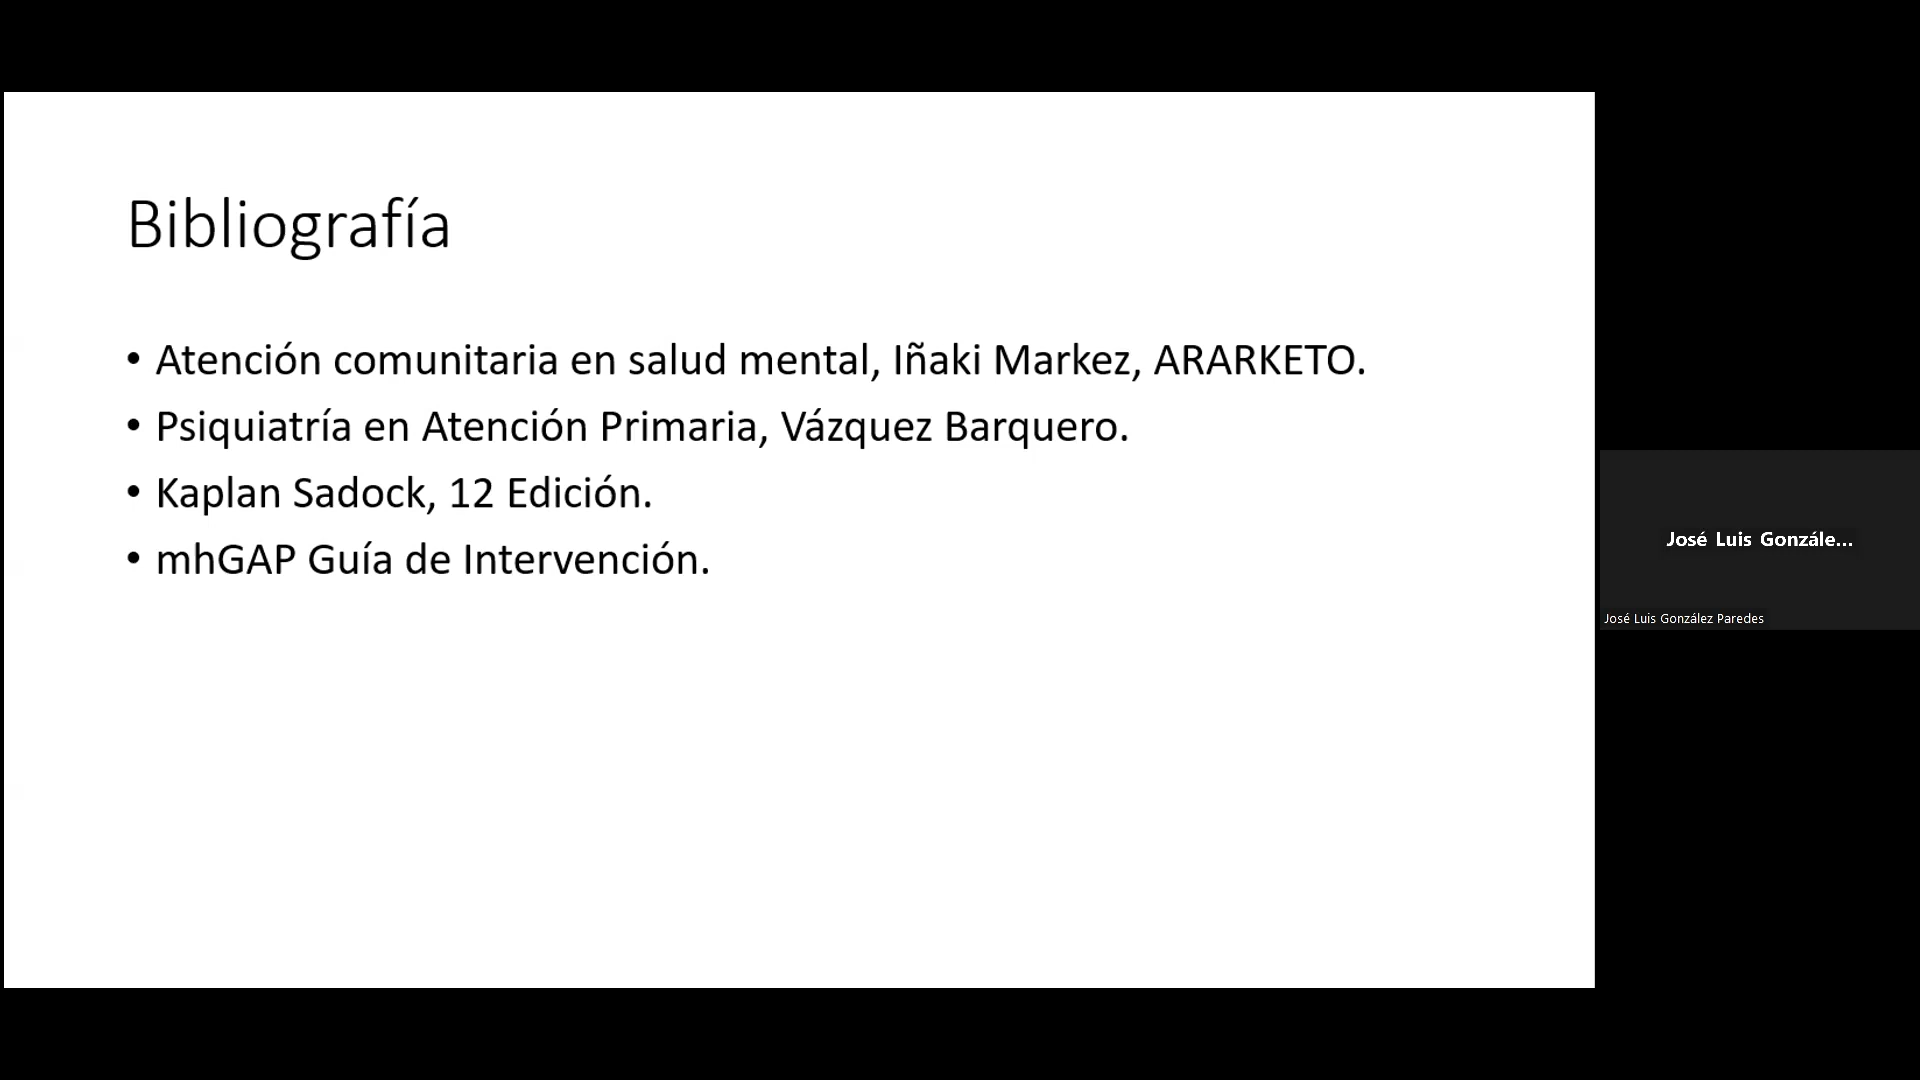 Bibliografía
• Atención comunitaria en salud mental, Iñaki Markez, ARARKETO.
• Psiquiatría en Atención Primaria, Vázquez Barquero.
• Kaplan Sadock, 12 Edición.
• mhGAP Guía de Intervención.
José Luis Gonzále...
José Luis González Paredes